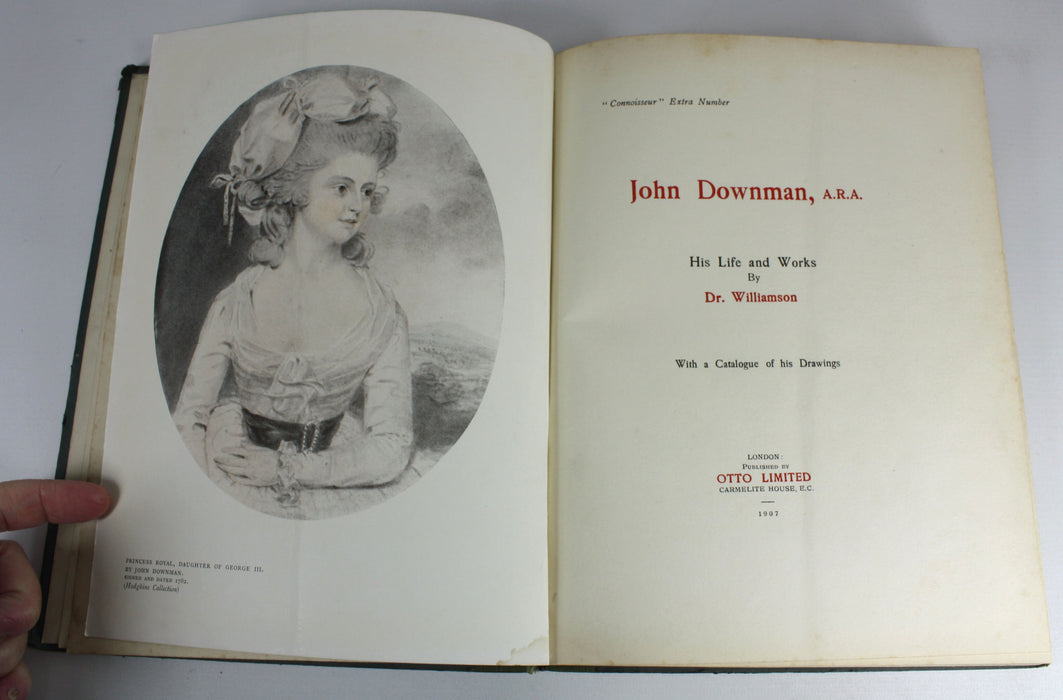 PRINCESS ROYAL, DAUGHTER OF GEORGE III.
BY JOHN DOWNMAN.
SIGNED AND DATED 1782.
(Hodgkins Collection)
"Connoisseur" Extra Number
John Downman, A.R.A.
His Life and Works
By
Dr. Williamson
With a Catalogue of his Drawings
LONDON:
PUBLISHED BY
OTTO LIMITED
CARMELITE HOUSE, E.C.
1907